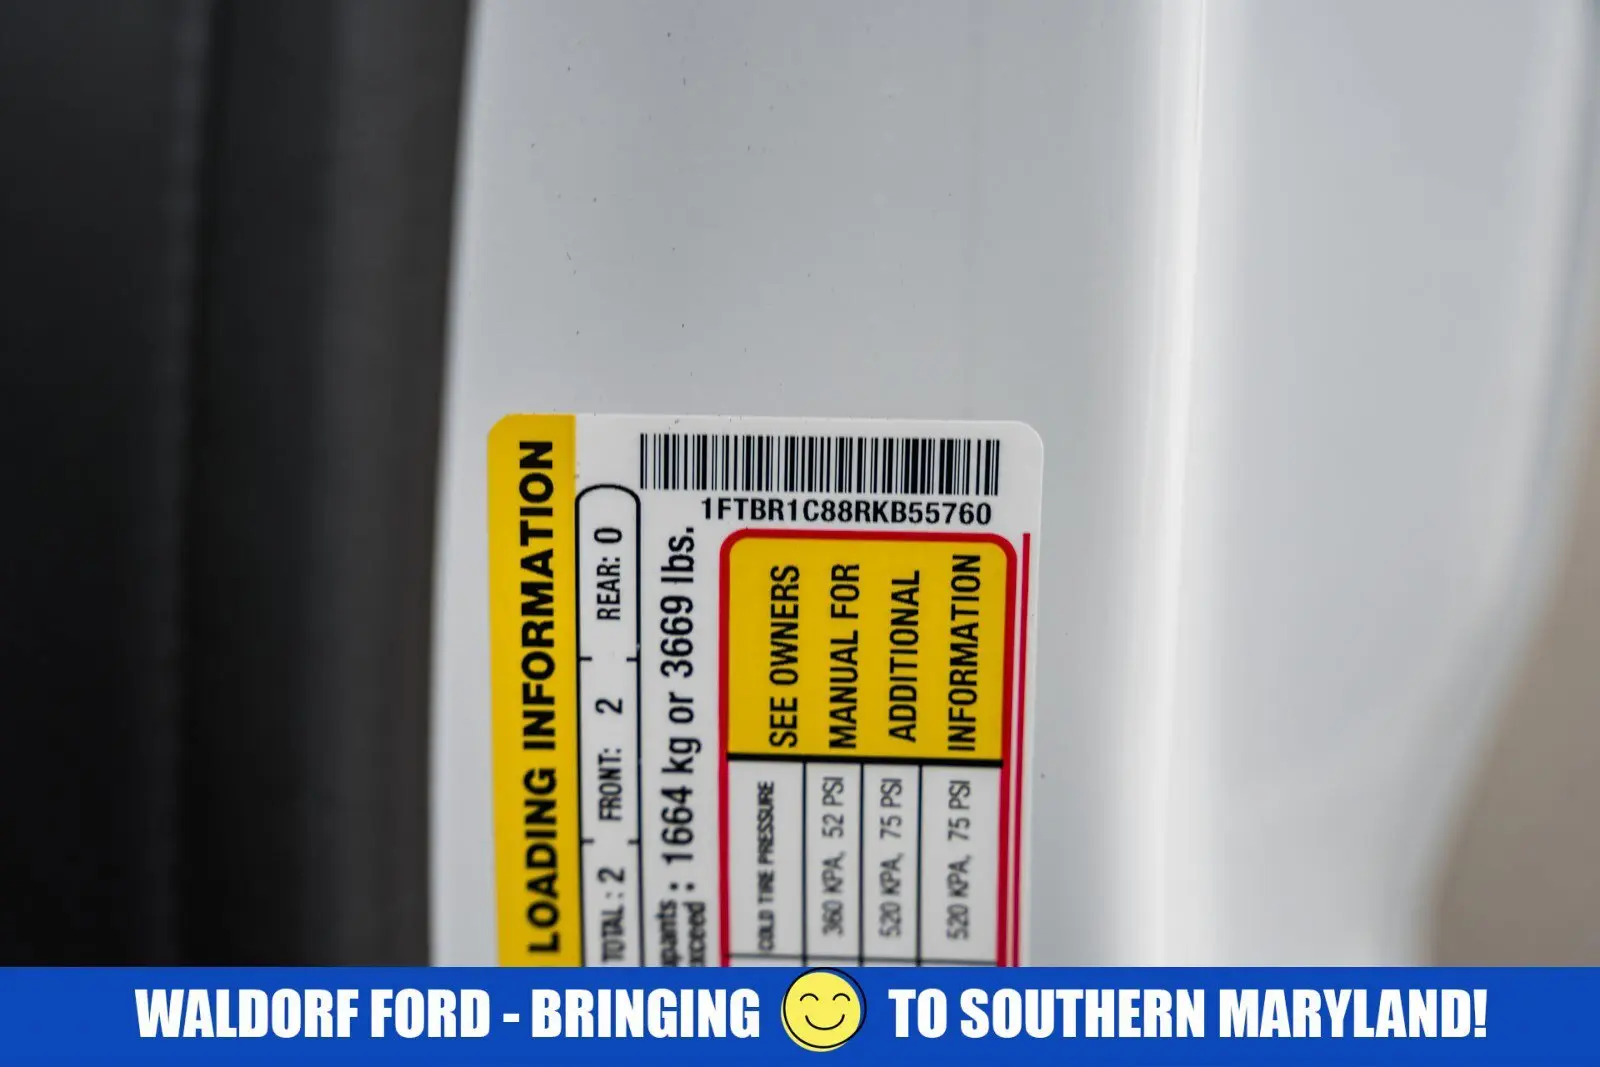 LOADING INFORMATION
TOTAL : 2 FRONT: 2 REAR: 0
: 1664 kg or 3669 lbs.
1FTBR1C88RKB55760
SEE OWNERS
MANUAL FOR
ADDITIONAL
INFORMATION
COLD TIRE PRESSURE
360 KPA, 52 PSI
520 KPA, 75 PSI
520 KPA, 75 PSI
WALDORF FORD - BRINGING TO SOUTHERN MARYLAND!